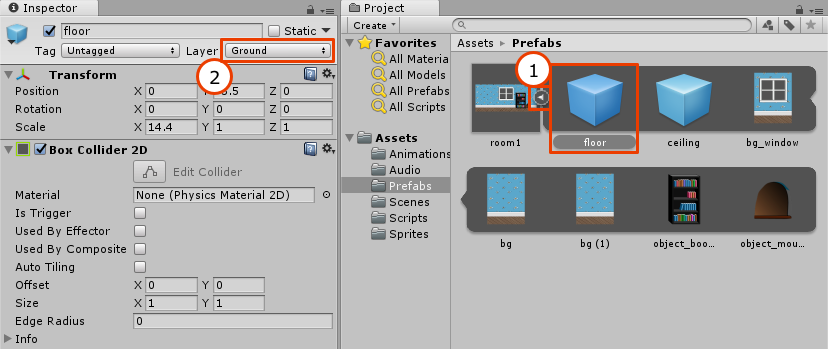 Inspector
floor
Static
Tag Untagged Layer Ground
2
Transform
Position X 0 Y Z 0
Rotation X 0 Y 0 Z 0
Scale X 14.4 Y 1 Z 1
Box Collider 2D
Edit Collider
Material None (Physics Material 2D)
Is Trigger
Used By Effector
Used By Composite
Auto Tiling
Offset X 0 Y 0
Size X 1 Y 1
Edge Radius 0
Info
Project
Create
Favorites
All Materia
All Models
All Prefabs
All Scripts
Assets
Animations
Audio
Prefabs
Scenes
Scripts
Sprites
Assets Prefabs
1
room1 floor ceiling bg_window
bg bg (1) object_boo... object_mou...